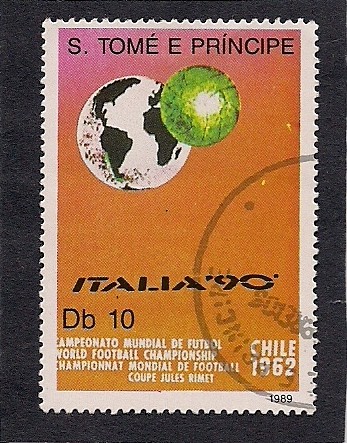 S. TOMÉ E PRÍNCIPE
ITALIA '90
Db 10
CAMPEONATO MUNDIAL DE FUTBOL
WORLD FOOTBALL CHAMPIONSHIP
CHAMPIONNAT MONDIAL DE FOOTBALL
COUPE JULES RIMET
CHILE
1962
1989